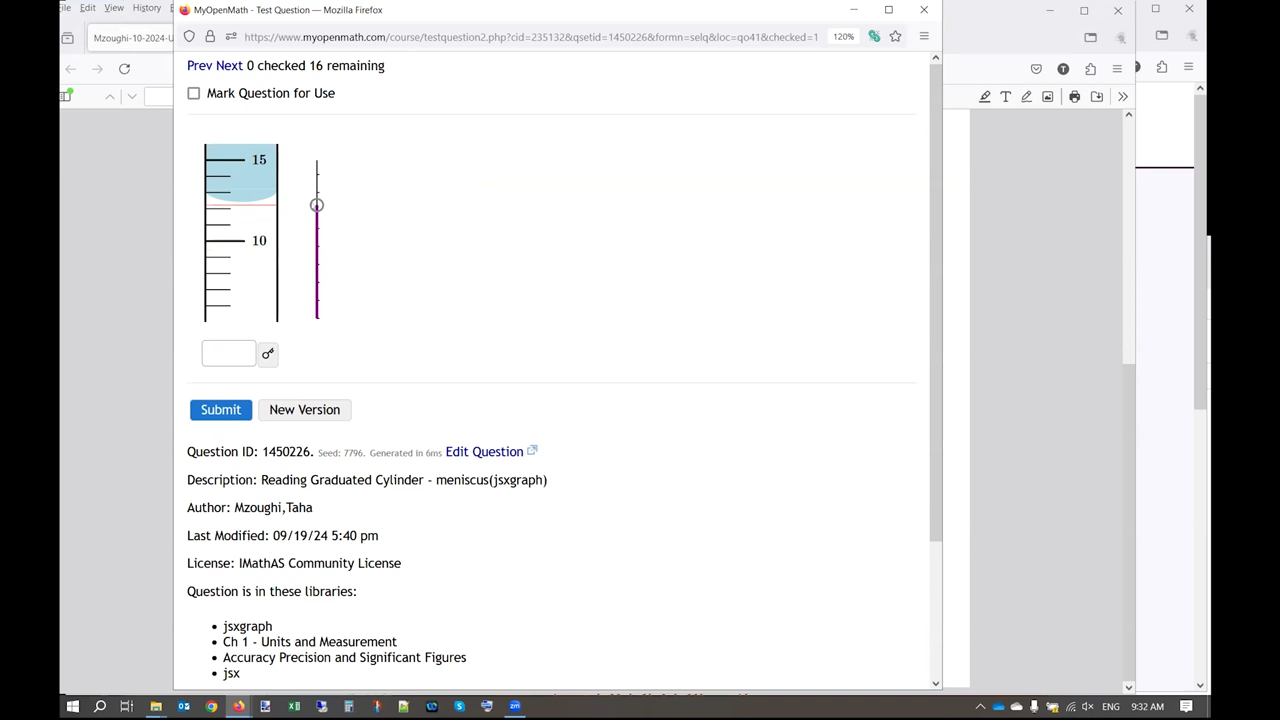 Edit View History
MyOpenMath - Test Question — Mozilla Firefox
Mzoughi-10-2024-U
https://www.myopenmath.com/course/testquestion2.php?cid=235132&qsetid=1450226&formn=selq&loc=qo41&checked=1
120%
Prev Next 0 checked 16 remaining
Mark Question for Use
15
10
Submit
New Version
Question ID: 1450226. Seed: 7796. Generated in 6ms Edit Question
Description: Reading Graduated Cylinder - meniscus(jsxgraph)
Author: Mzoughi,Taha
Last Modified: 09/19/24 5:40 pm
License: IMathAS Community License
Question is in these libraries:
jsxgraph
Ch 1 - Units and Measurement
Accuracy Precision and Significant Figures
jsx
ENG
9:32 AM